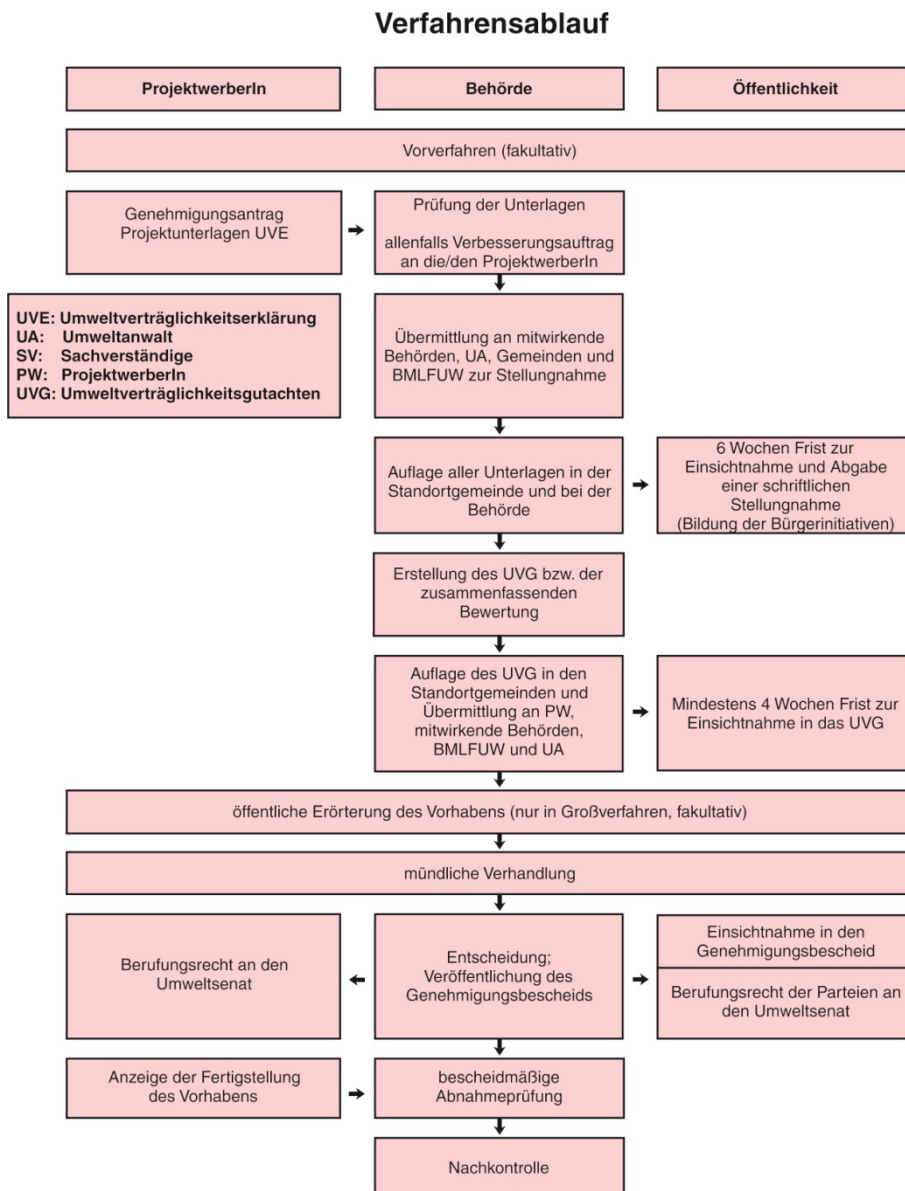 Verfahrensablauf
ProjektwerberIn
Behörde
Öffentlichkeit
Vorverfahren (fakultativ)
Genehmigungsantrag
Projektunterlagen UVE
Prüfung der Unterlagen
allenfalls Verbesserungsauftrag
an die/den ProjektwerberIn
UVE: Umweltverträglichkeitserklärung
UA: Umweltanwalt
SV: Sachverständige
PW: ProjektwerberIn
UVG: Umweltverträglichkeitsgutachten
Übermittlung an mitwirkende
Behörden, UA, Gemeinden und
BMLFUW zur Stellungnahme
Auflage aller Unterlagen in der
Standortgemeinde und bei der
Behörde
6 Wochen Frist zur
Einsichtnahme und Abgabe
einer schriftlichen
Stellungnahme
(Bildung der Bürgerinitiativen)
Erstellung des UVG bzw. der
zusammenfassenden
Bewertung
Auflage des UVG in den
Standortgemeinden und
Übermittlung an PW,
mitwirkende Behörden,
BMLFUW und UA
Mindestens 4 Wochen Frist zur
Einsichtnahme in das UVG
öffentliche Erörterung des Vorhabens (nur in Großverfahren, fakultativ)
mündliche Verhandlung
Berufungsrecht an den
Umweltsenat
Entscheidung;
Veröffentlichung des
Genehmigungsbescheids
Einsichtnahme in den
Genehmigungsbescheid
Berufungsrecht der Parteien an
den Umweltsenat
Anzeige der Fertigstellung
des Vorhabens
bescheidmäßige
Abnahmeprüfung
Nachkontrolle